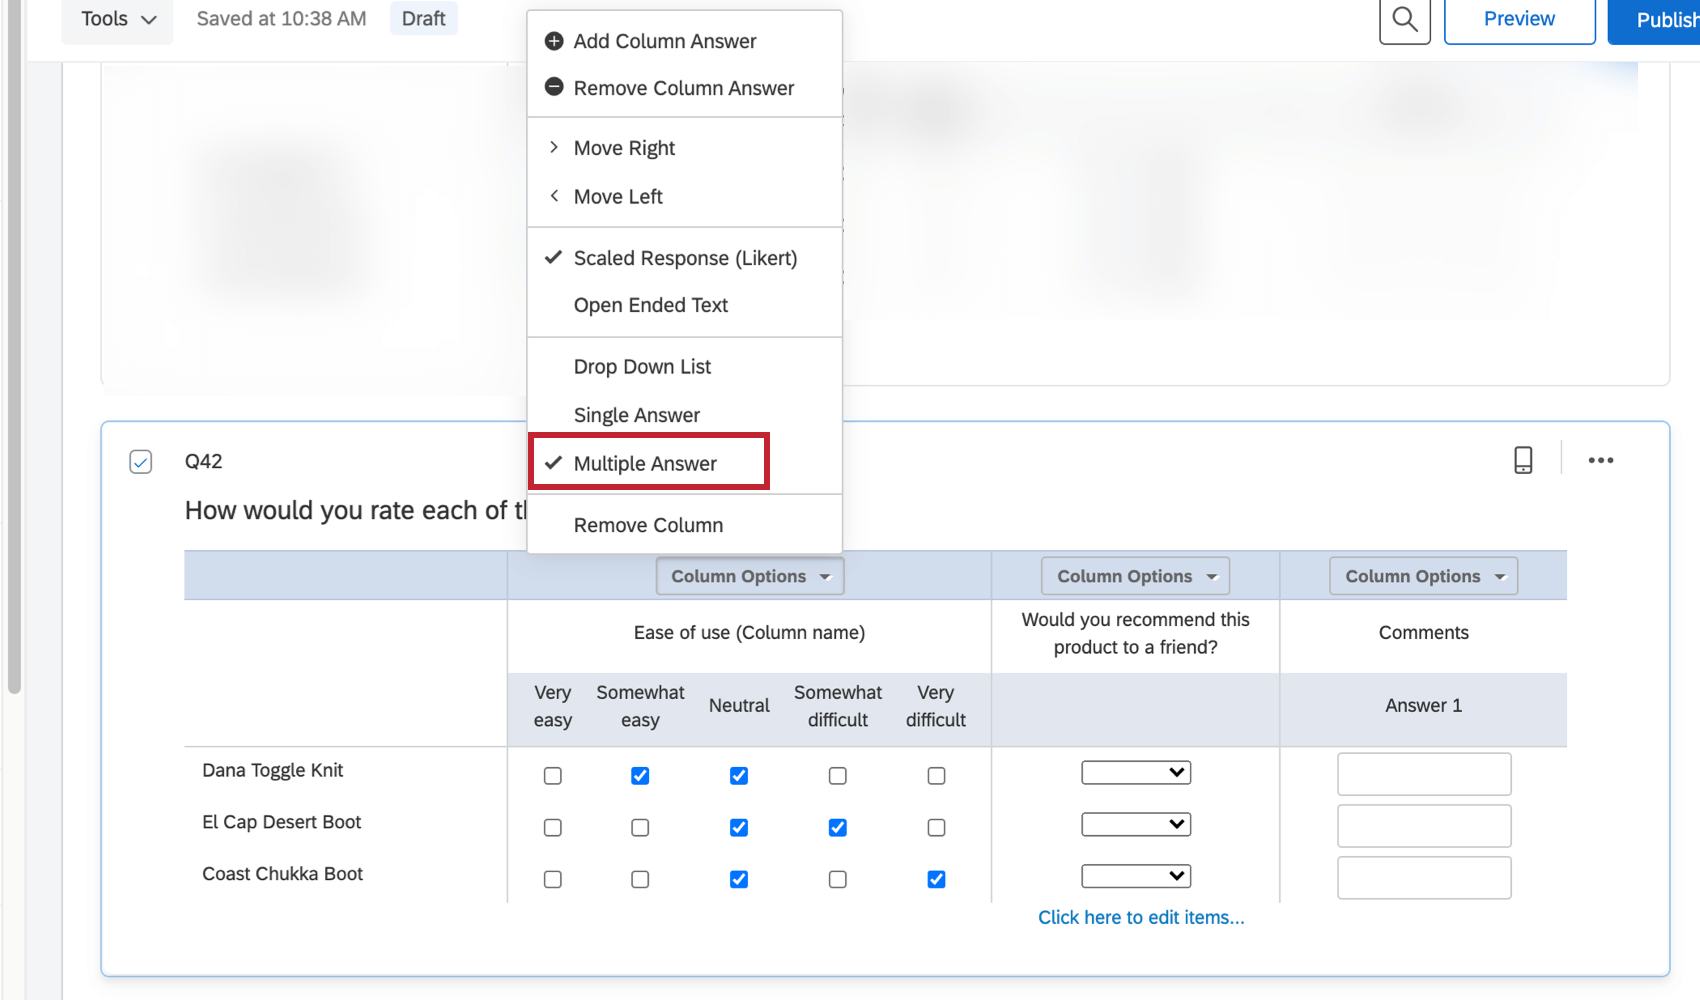 Tools
Saved at 10:38 AM
Draft
Preview
Publish
Add Column Answer
Remove Column Answer
Move Right
Move Left
Scaled Response (Likert)
Open Ended Text
Drop Down List
Single Answer
Multiple Answer
Remove Column
Q42
How would you rate each of
Column Options
Column Options
Column Options
Ease of use (Column name)
Would you recommend this
product to a friend?
Comments
Very
easy
Somewhat
easy
Neutral
Somewhat
difficult
Very
difficult
Answer 1
Dana Toggle Knit
El Cap Desert Boot
Coast Chukka Boot
Click here to edit items...